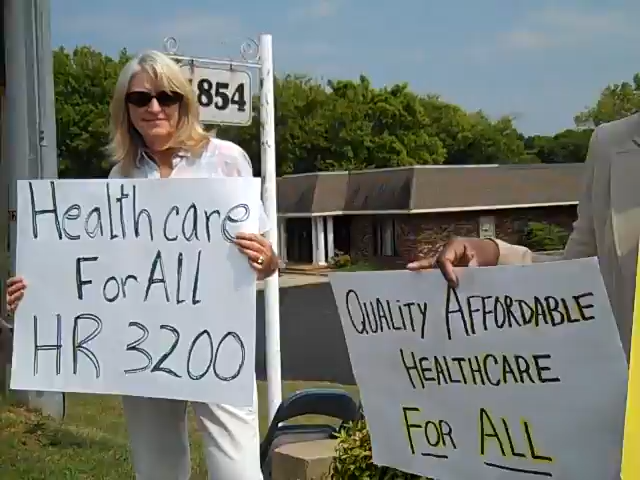 854
Healthcare
For All
HR 3200
QUALITY AFFORDABLE
HEALTHCARE
FOR ALL